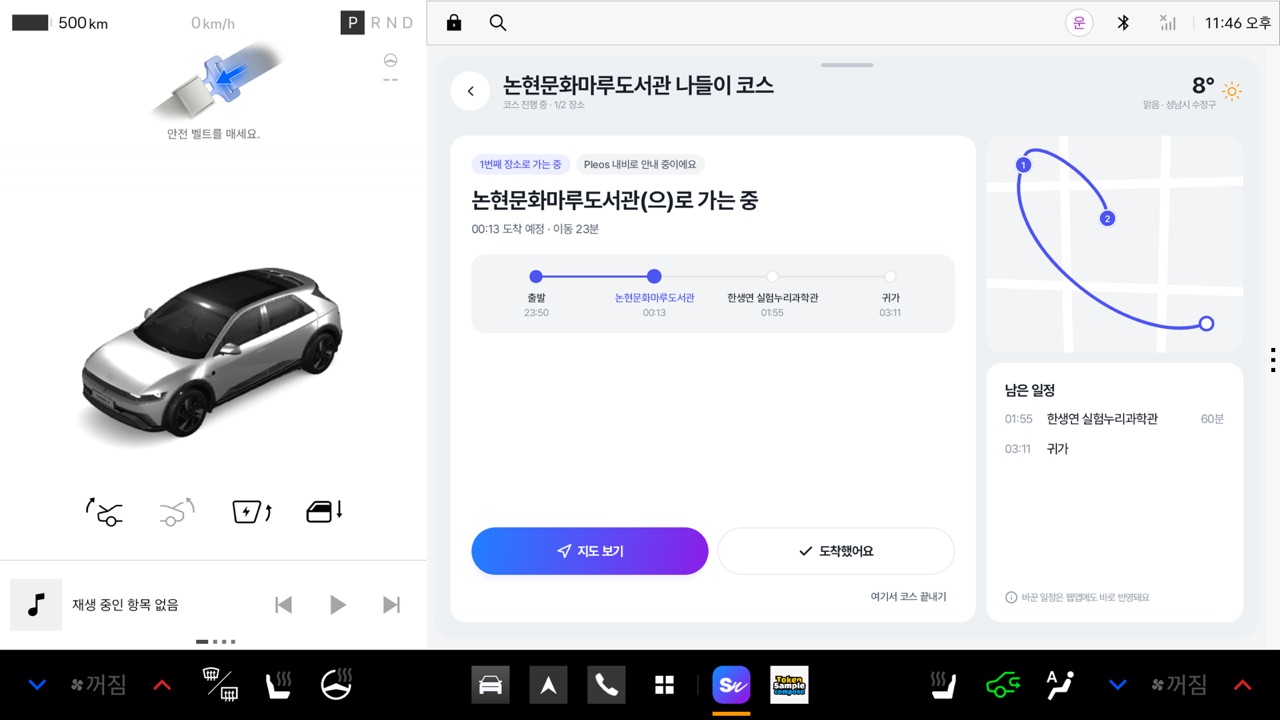 500 km
0 km/h
P R N D
--
안전 벨트를 매세요.
재생 중인 항목 없음
운
11:46 오후
논현문화마루도서관 나들이 코스
코스 진행 중 · 1/2 장소
8°
맑음 · 성남시 수정구
1번째 장소로 가는 중
Pleos 내비로 안내 중이에요
논현문화마루도서관(으)로 가는 중
00:13 도착 예정 · 이동 23분
출발
논현문화마루도서관
한생연 실험누리과학관
귀가
23:50
00:13
01:55
03:11
지도 보기
도착했어요
여기서 코스 끝내기
1
2
남은 일정
01:55 한생연 실험누리과학관 60분
03:11 귀가
바꾼 일정은 웹앱에도 바로 반영돼요
꺼짐
Token
Sample
compose
A
꺼짐